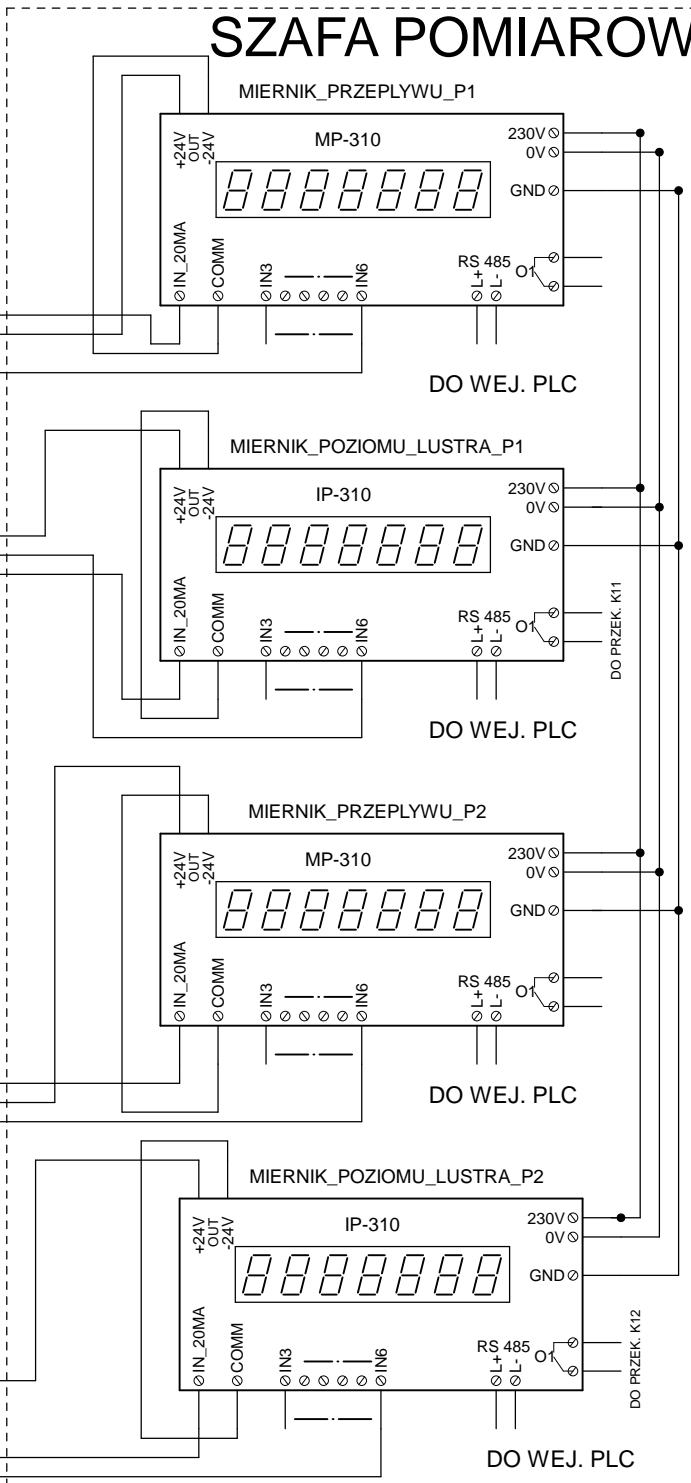 SZAFA POMIAROW
MIERNIK_PRZEPLYWU_P1
MP-310
+24V
OUT
-24V
230V
0V
GND
IN_20MA
COMM
IN3
IN6
RS 485
L+
L-
O1
DO WEJ. PLC
MIERNIK_POZIOMU_LUSTRA_P1
IP-310
+24V
OUT
-24V
230V
0V
GND
IN_20MA
COMM
IN3
IN6
RS 485
L+
L-
O1
DO PRZEK. K11
DO WEJ. PLC
MIERNIK_PRZEPLYWU_P2
MP-310
+24V
OUT
-24V
230V
0V
GND
IN_20MA
COMM
IN3
IN6
RS 485
L+
L-
O1
DO WEJ. PLC
MIERNIK_POZIOMU_LUSTRA_P2
IP-310
+24V
OUT
-24V
230V
0V
GND
IN_20MA
COMM
IN3
IN6
RS 485
L+
L-
O1
DO PRZEK. K12
DO WEJ. PLC